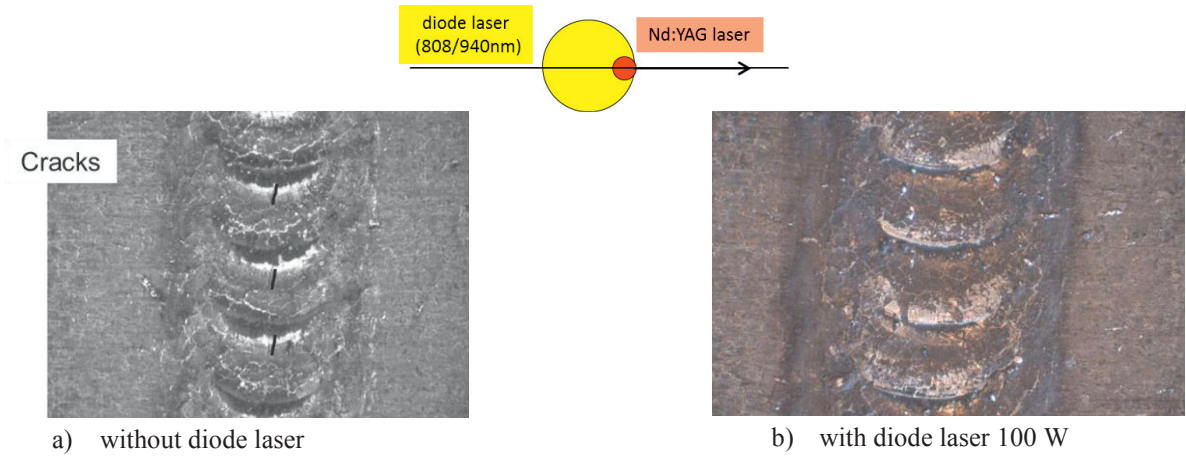 diode laser
(808/940nm)
Nd:YAG laser
Cracks
a) without diode laser
b) with diode laser 100 W